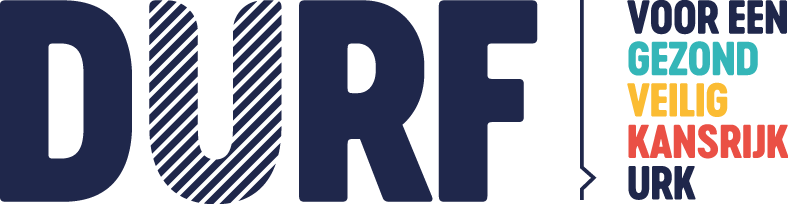 DURF
VOOR EEN
GEZOND
VEILIG
KANSRIJK
URK